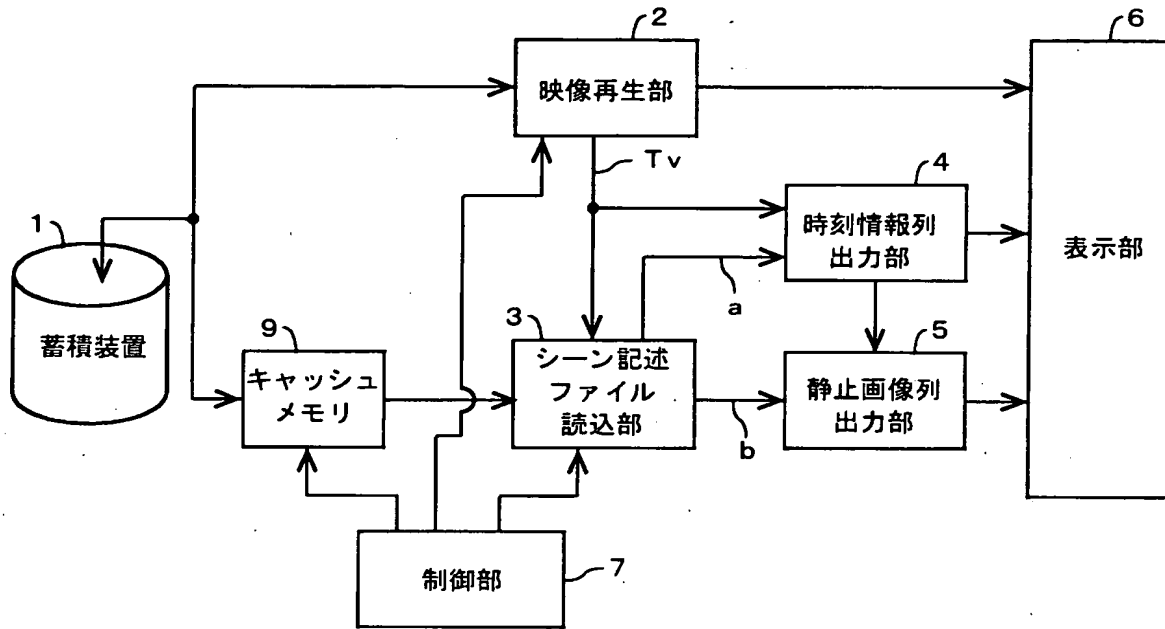 2
6
映像再生部
Tv
4
1
時刻情報列
出力部
表示部
a
9
3
5
蓄積装置
キャッシュ
メモリ
シーン記述
ファイル
読込部
静止画像列
出力部
b
制御部
7